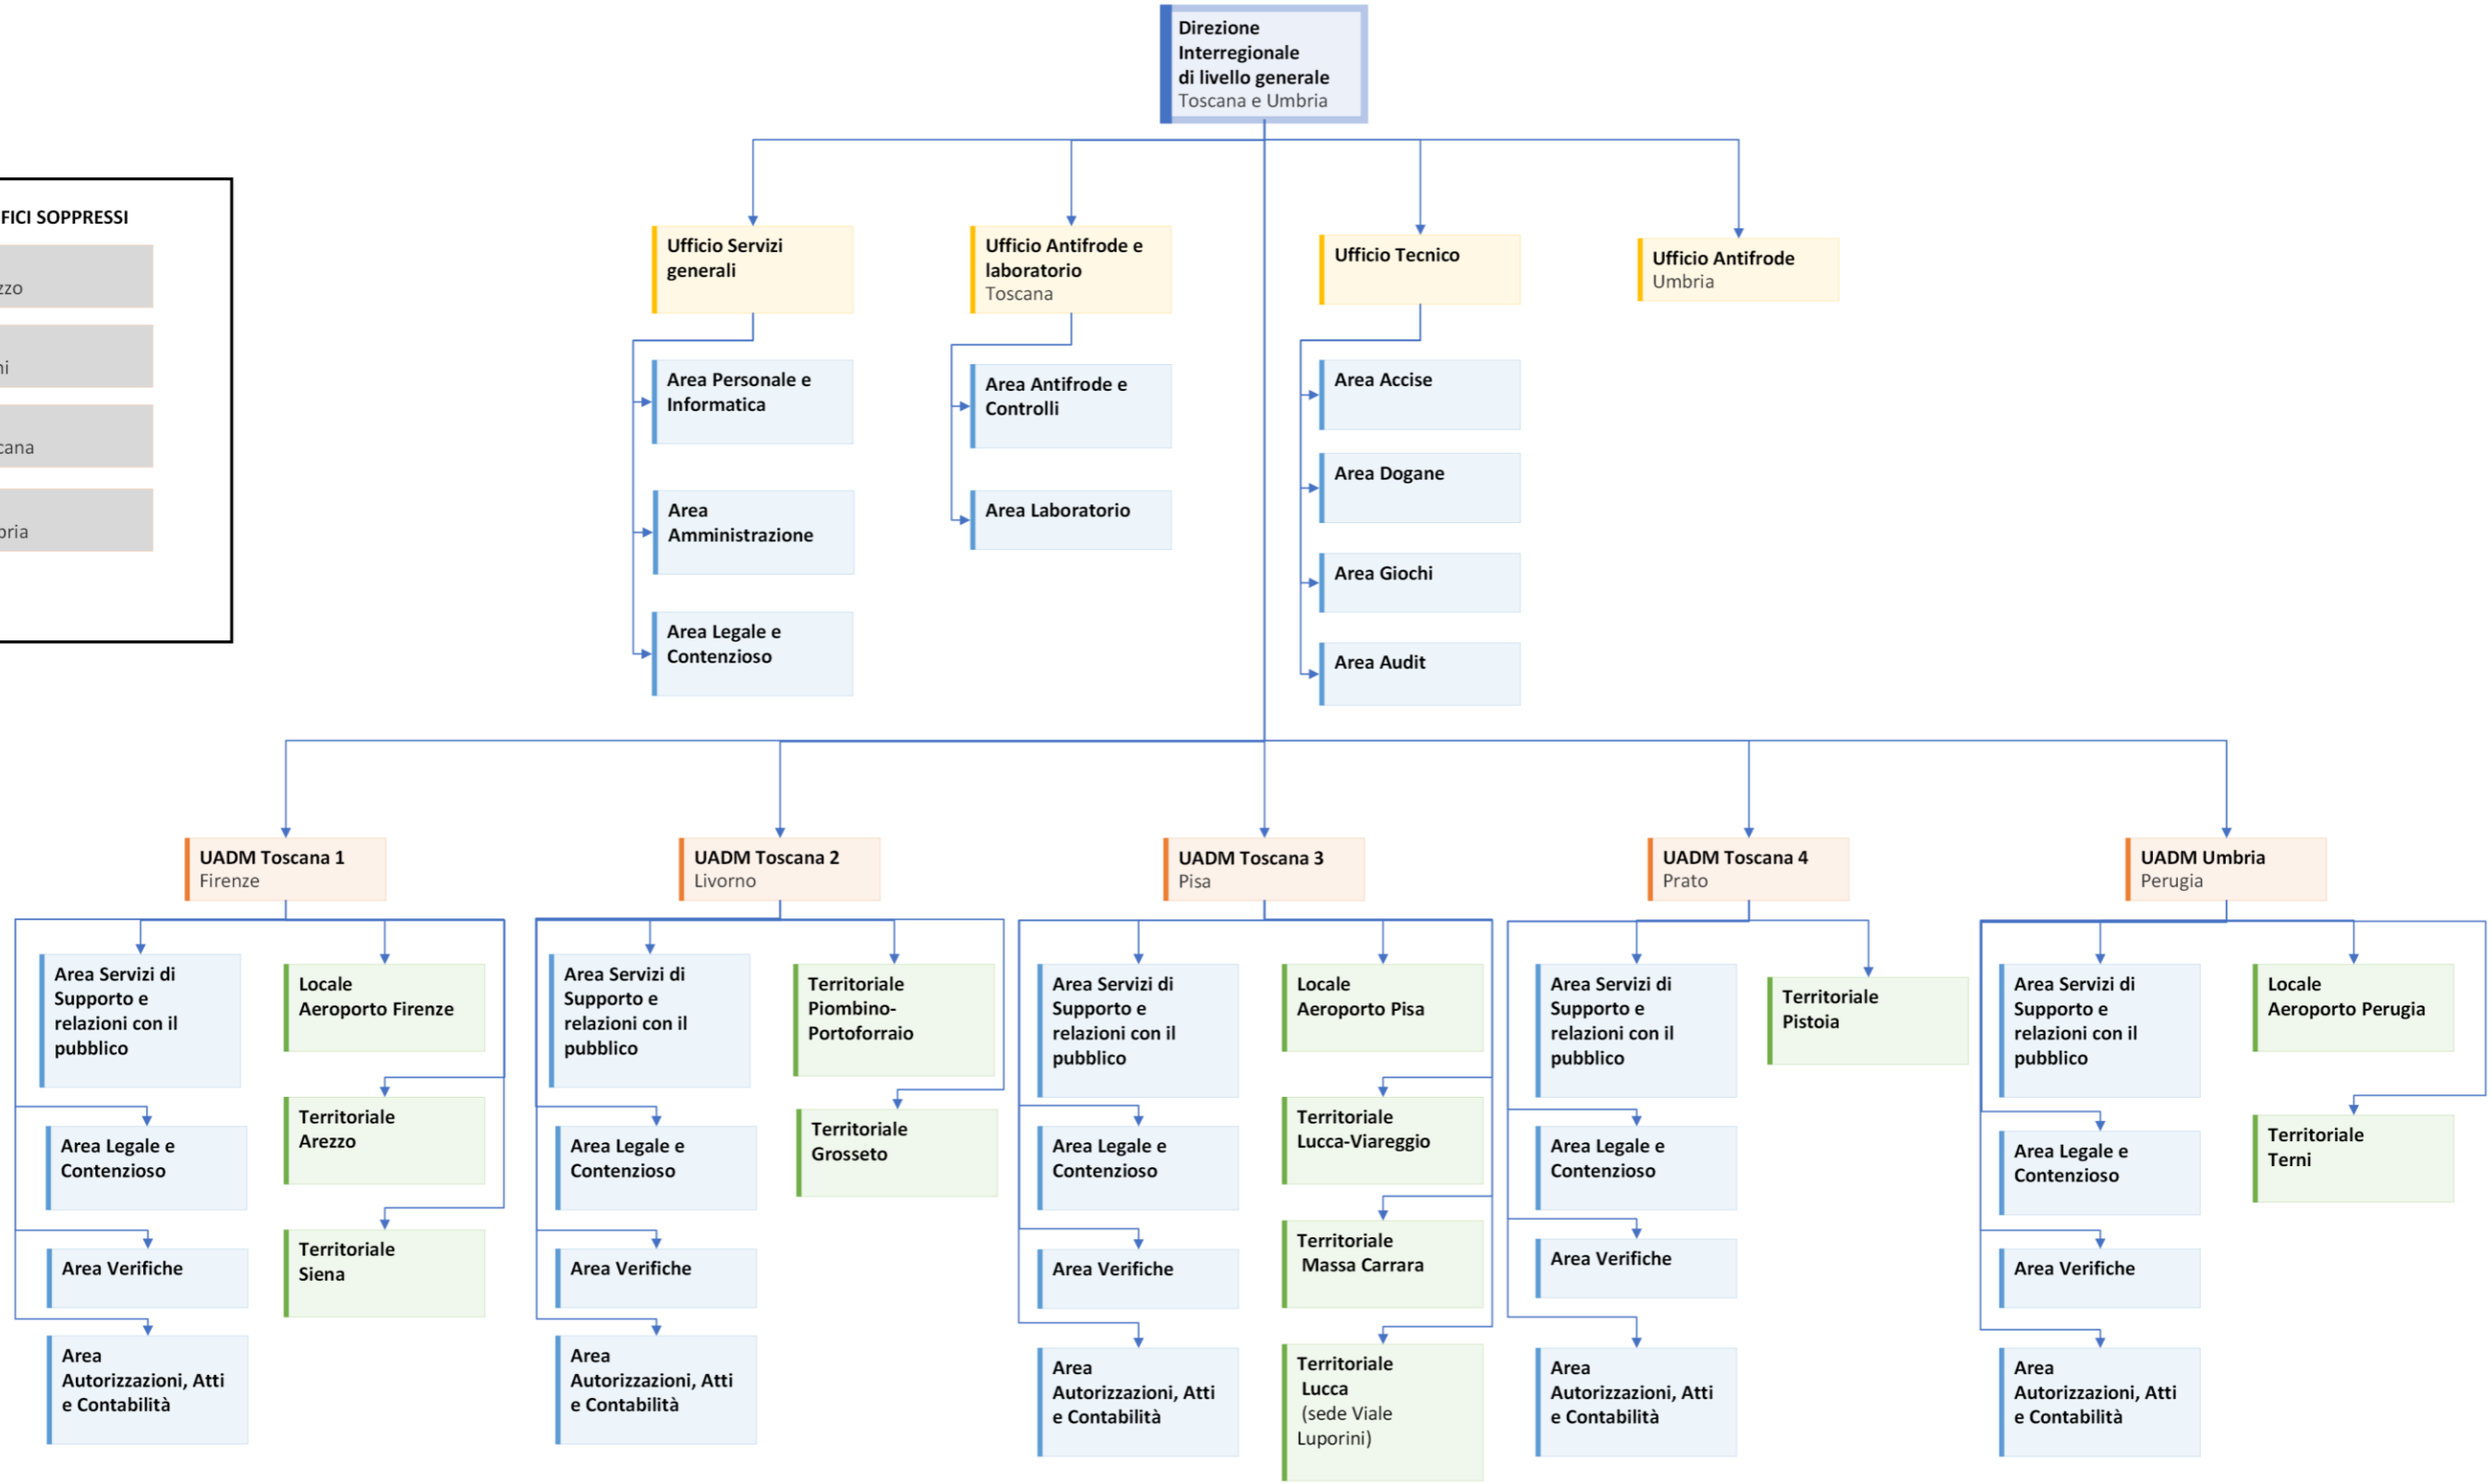 Direzione
Interregionale
di livello generale
Toscana e Umbria
FICI SOPPRESSI
zzo
ni
cana
bria
Ufficio Servizi
generali
Ufficio Antifrode e
laboratorio
Toscana
Ufficio Tecnico
Ufficio Antifrode
Umbria
Area Personale e
Informatica
Area
Amministrazione
Area Legale e
Contenzioso
Area Antifrode e
Controlli
Area Laboratorio
Area Accise
Area Dogane
Area Giochi
Area Audit
UADM Toscana 1
Firenze
Area Servizi di
Supporto e
relazioni con il
pubblico
Area Legale e
Contenzioso
Area Verifiche
Area
Autorizzazioni, Atti
e Contabilità
Locale
Aeroporto Firenze
Territoriale
Arezzo
Territoriale
Siena
UADM Toscana 2
Livorno
Area Servizi di
Supporto e
relazioni con il
pubblico
Area Legale e
Contenzioso
Area Verifiche
Area
Autorizzazioni, Atti
e Contabilità
Territoriale
Piombino-
Portoforraio
Territoriale
Grosseto
UADM Toscana 3
Pisa
Area Servizi di
Supporto e
relazioni con il
pubblico
Area Legale e
Contenzioso
Area Verifiche
Area
Autorizzazioni, Atti
e Contabilità
Locale
Aeroporto Pisa
Territoriale
Lucca-Viareggio
Territoriale
Massa Carrara
Territoriale
Lucca
(sede Viale
Luporini)
UADM Toscana 4
Prato
Area Servizi di
Supporto e
relazioni con il
pubblico
Area Legale e
Contenzioso
Area Verifiche
Area
Autorizzazioni, Atti
e Contabilità
Territoriale
Pistoia
UADM Umbria
Perugia
Area Servizi di
Supporto e
relazioni con il
pubblico
Area Legale e
Contenzioso
Area Verifiche
Area
Autorizzazioni, Atti
e Contabilità
Locale
Aeroporto Perugia
Territoriale
Terni